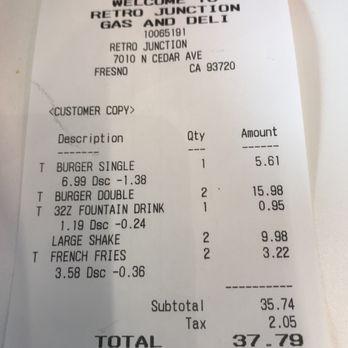 WELCOME TO
RETRO JUNCTION
GAS AND DELI
10065191
RETRO JUNCTION
7010 N CEDAR AVE
FRESNO CA 93720
<CUSTOMER COPY>
Description Qty Amount
------- --- ------
T BURGER SINGLE 1 5.61
6.99 Dsc -1.38
T BURGER DOUBLE 2 15.98
T 32Z FOUNTAIN DRINK 1 0.95
1.19 Dsc -0.24
LARGE SHAKE 2 9.98
T FRENCH FRIES 2 3.22
3.58 Dsc -0.36
----------
Subtotal 35.74
Tax 2.05
TOTAL 37.79